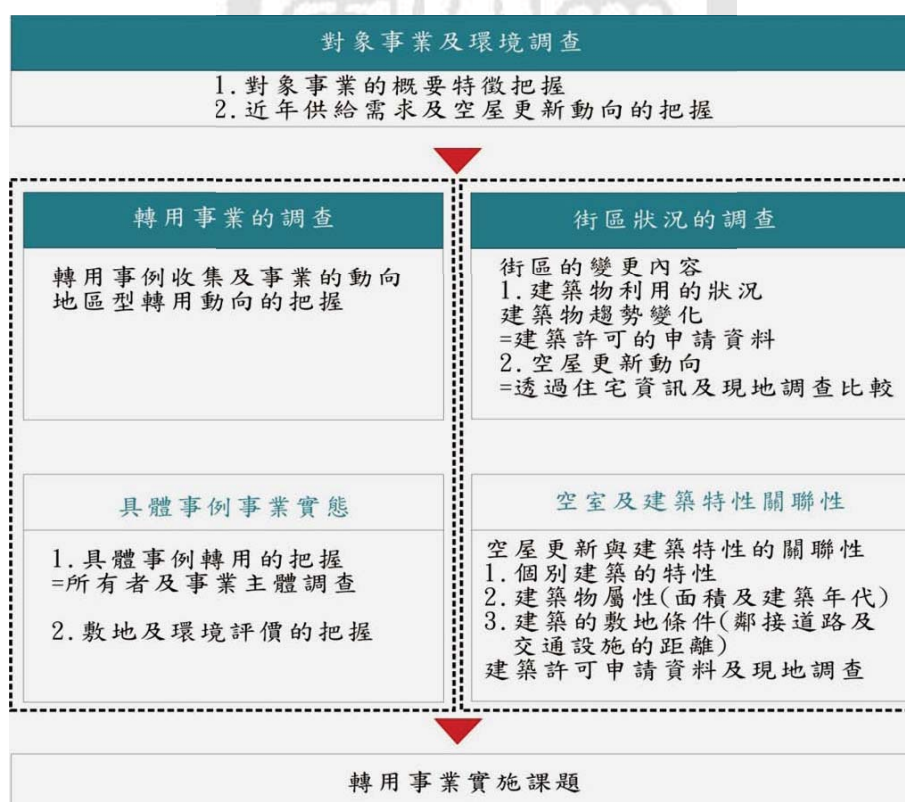 對象事業及環境調查
1.對象事業的概要特徵把握
2.近年供給需求及空屋更新動向的把握
轉用事業的調查
轉用事例收集及事業的動向
地區型轉用動向的把握
具體事例事業實態
1.具體事例轉用的把握
=所有者及事業主體調查
2.敷地及環境評價的把握
街區狀況的調查
街區的變更內容
1.建築物利用的狀況
建築物趨勢變化
=建築許可的申請資料
2.空屋更新動向
=透過住宅資訊及現地調查比較
空室及建築特性關聯性
空屋更新與建築特性的關聯性
1.個別建築的特性
2.建築物屬性(面積及建築年代)
3.建築的敷地條件(鄰接道路及
交通設施的距離)
建築許可申請資料及現地調查
轉用事業實施課題